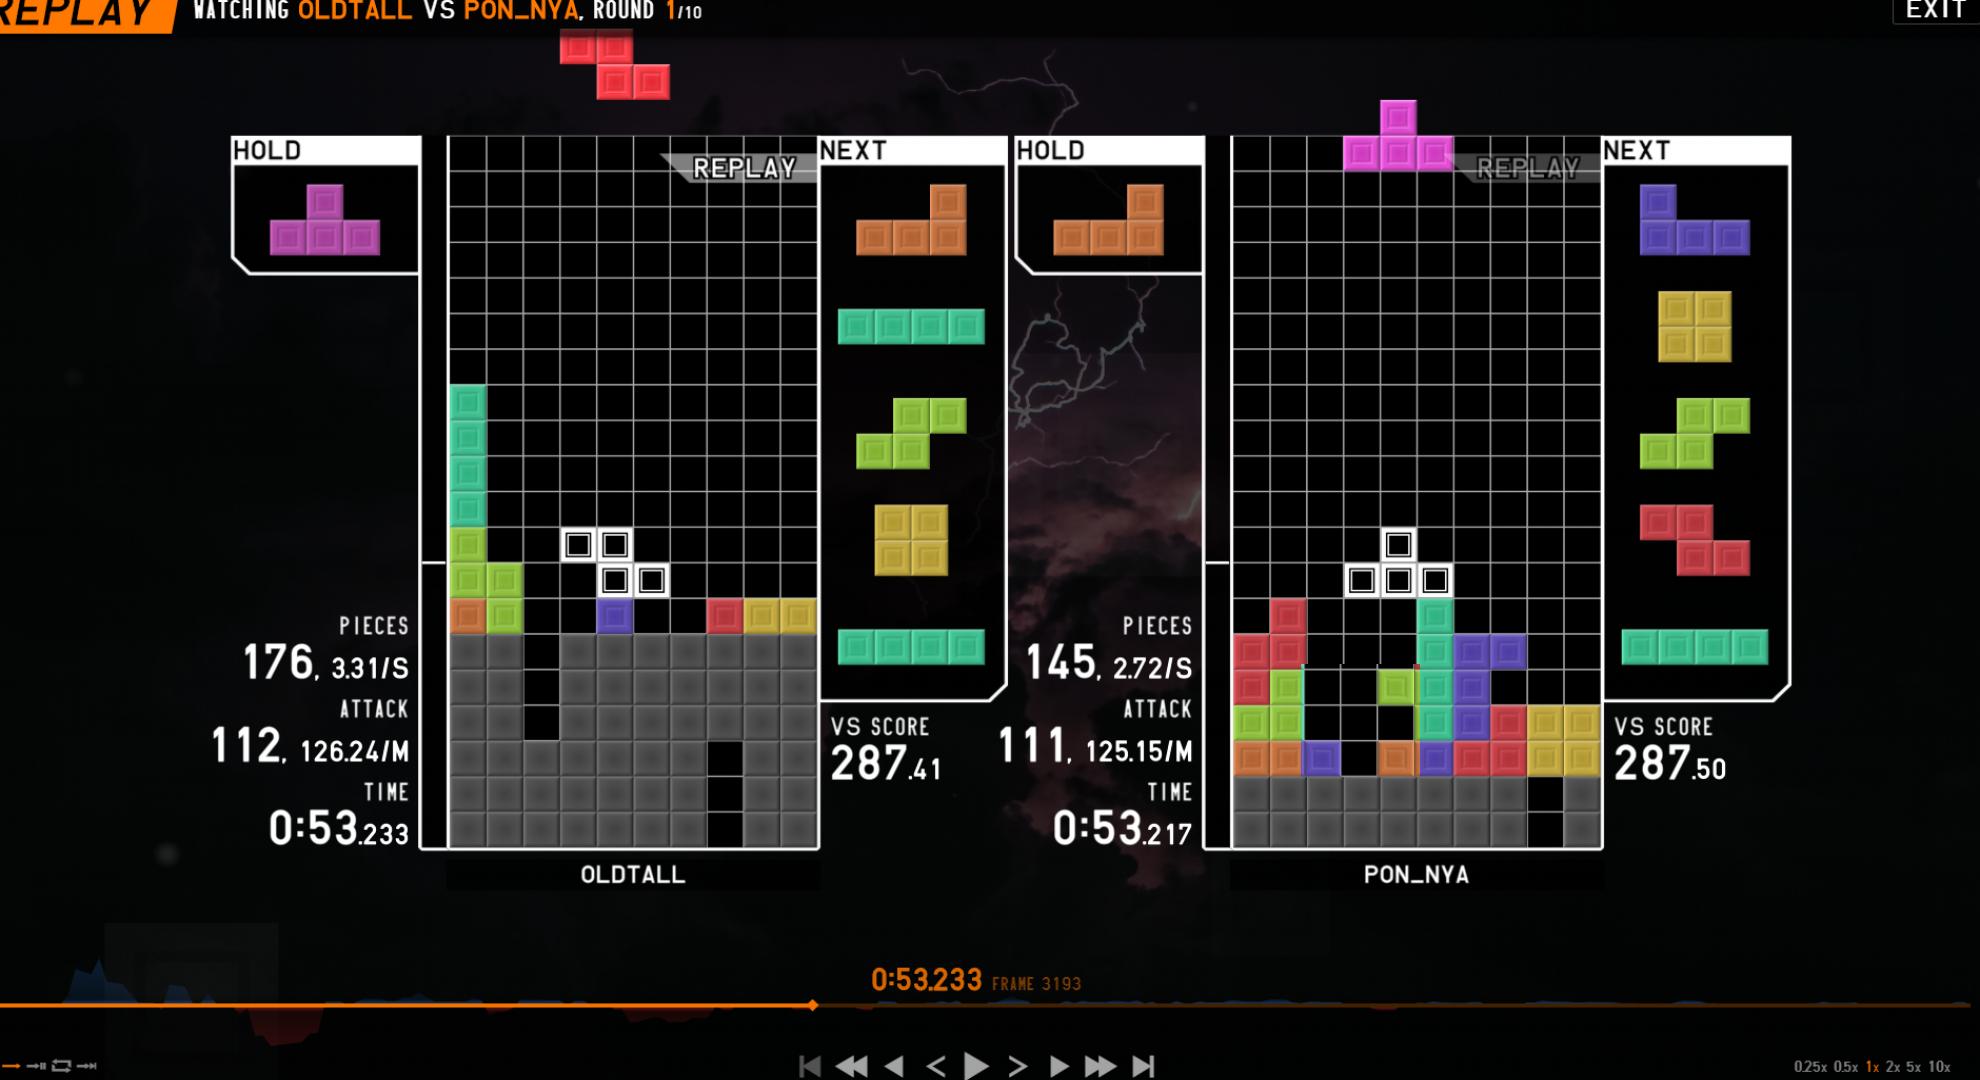 REPLAY
WATCHING OLDTALL VS PON_NYA, ROUND 1/10
EXIT
HOLD
REPLAY
NEXT
HOLD
REPLAY
NEXT
PIECES
176, 3.31/S
ATTACK
112, 126.24/M
TIME
0:53.233
VS SCORE
287.41
PIECES
145, 2.72/S
ATTACK
111, 125.15/M
TIME
0:53.217
VS SCORE
287.50
OLDTALL
PON_NYA
0:53.233 FRAME 3193
0.25x 0.5x 1x 2x 5x 10x